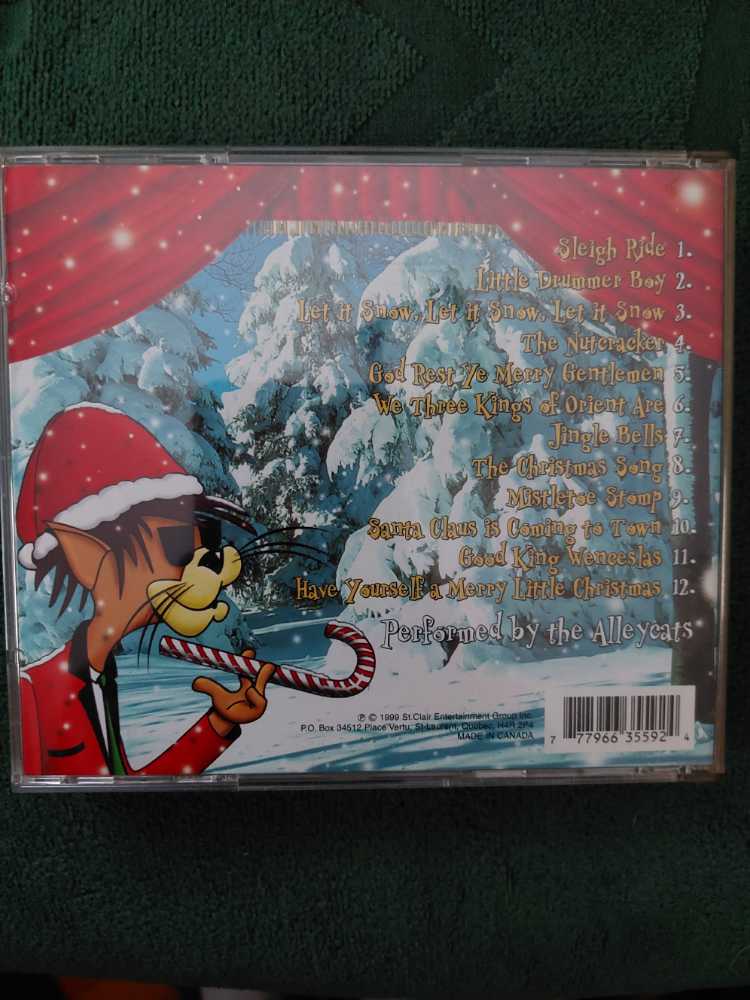 Sleigh Ride 1.
Little Drummer Boy 2.
Let it Snow, Let it Snow, Let it Snow 3.
The Nutcracker 4.
God Rest Ye Merry Gentlemen 5.
We Three Kings of Orient Are 6.
Jingle Bells 7.
The Christmas Song 8.
Mistletoe Stomp 9.
Santa Claus is Coming to Town 10.
Good King Wenceslas 11.
Have Yourself a Merry Little Christmas 12.
Performed by the Alleycats
℗ © 1999 St.Clair Entertainment Group Inc.
P.O. Box 34512 Place Vertu, St-Laurent, Quebec, H4R 2P4
MADE IN CANADA
7 77966 35592 4